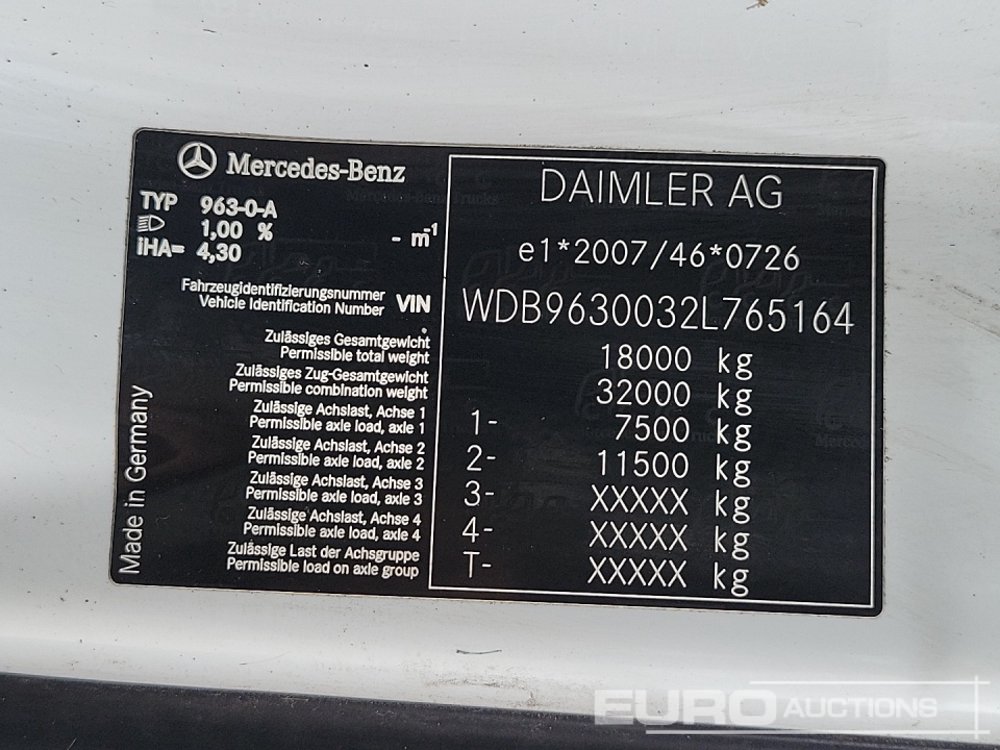 Mercedes-Benz
TYP 963-0-A
1,00 % - m-1
iHA= 4,30
DAIMLER AG
e1*2007/46*0726
Fahrzeugidentifizierungsnummer
Vehicle Identification Number VIN WDB9630032L765164
Zulässiges Gesamtgewicht
Permissible total weight 18000 kg
Zulässiges Zug-Gesamtgewicht
Permissible combination weight 32000 kg
Zulässige Achslast, Achse 1
Permissible axle load, axle 1 1- 7500 kg
Zulässige Achslast, Achse 2
Permissible axle load, axle 2 2- 11500 kg
Zulässige Achslast, Achse 3
Permissible axle load, axle 3 3- XXXXX kg
Zulässige Achslast, Achse 4
Permissible axle load, axle 4 4- XXXXX kg
Zulässige Last der Achsgruppe
Permissible load on axle group T- XXXXX kg
Made in Germany
EURO AUCTIONS